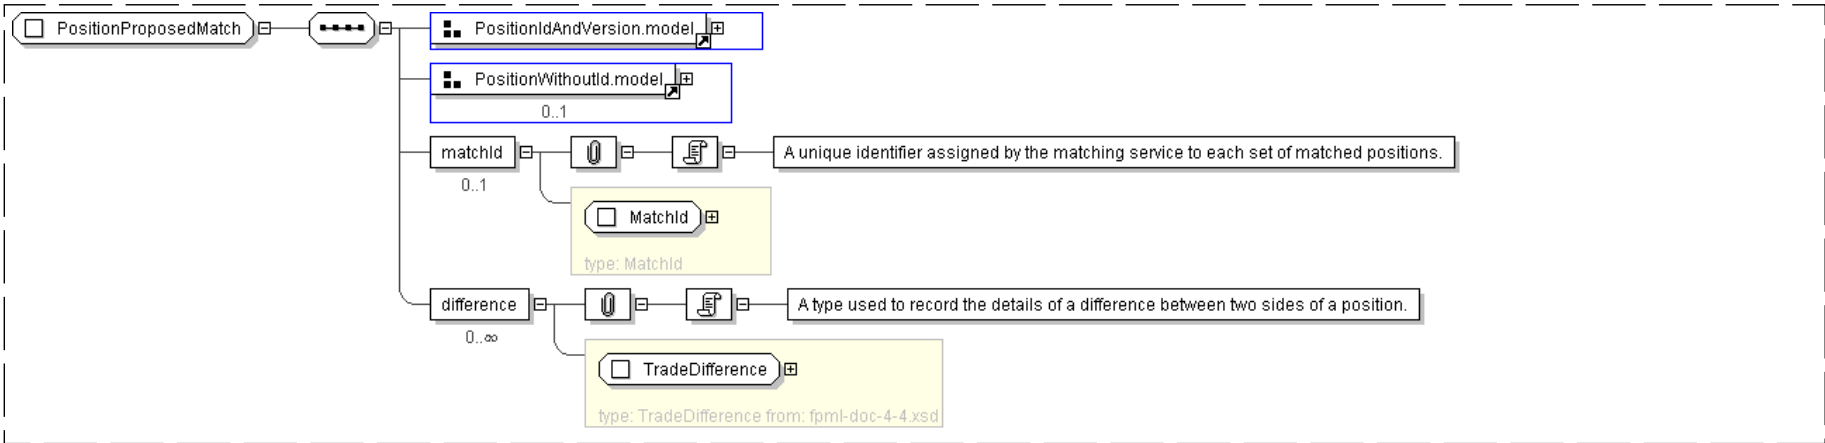 PositionProposedMatch
PositionIdAndVersion.model
PositionWithoutId.model
0..1
matchId
A unique identifier assigned by the matching service to each set of matched positions.
0..1
MatchId
type: MatchId
difference
A type used to record the details of a difference between two sides of a position.
0..∞
TradeDifference
type: TradeDifference from: fpml-doc-4-4.xsd